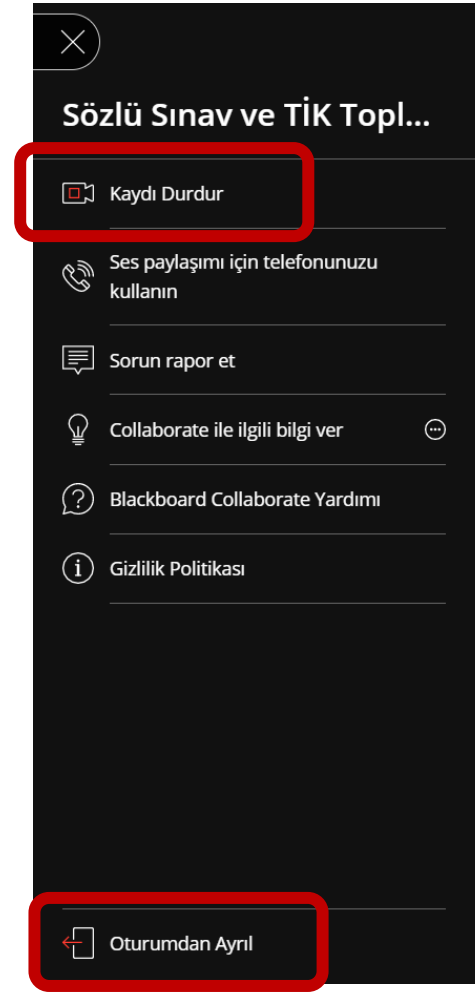 Sözlü Sınav ve TİK Topl...
Kaydı Durdur
Ses paylaşımı için telefonunuzu
kullanın
Sorun rapor et
Collaborate ile ilgili bilgi ver
Blackboard Collaborate Yardımı
Gizlilik Politikası
Oturumdan Ayrıl